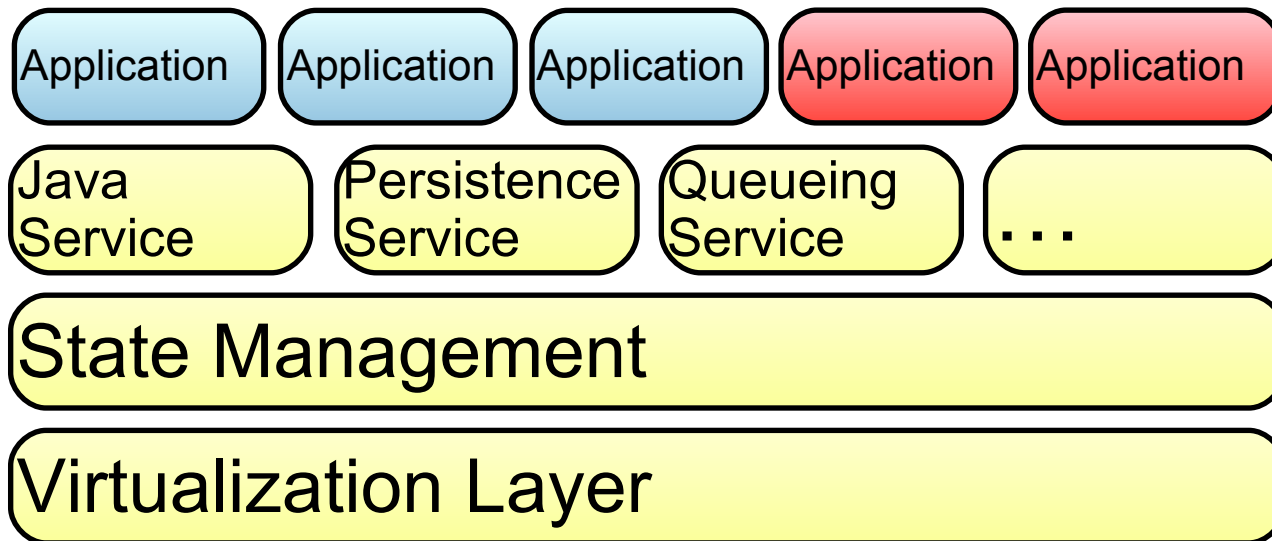 Application Application Application Application Application
Java Service
Persistence Service
Queueing Service
...
State Management
Virtualization Layer